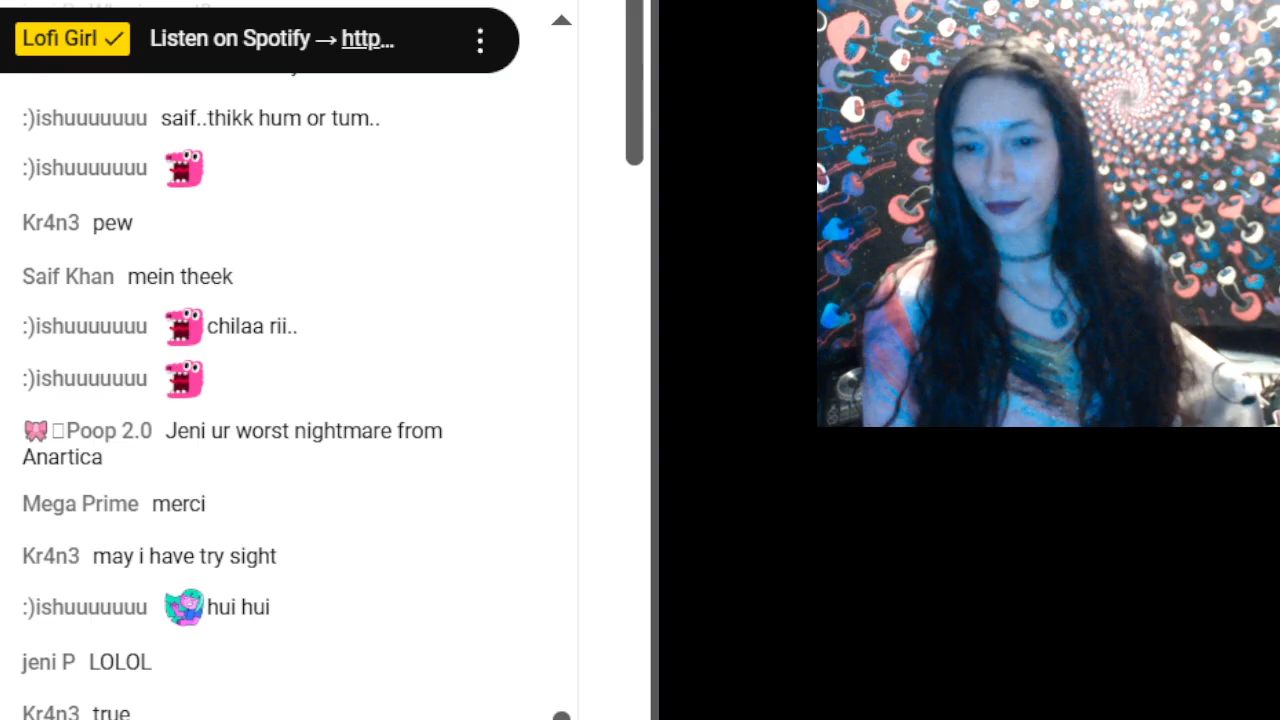 Lofi Girl ✓ Listen on Spotify → http...
:)ishuuuuuuu saif..thikk hum or tum..
:)ishuuuuuuu
Kr4n3 pew
Saif Khan mein theek
:)ishuuuuuuu chilaa rii..
:)ishuuuuuuu
Poop 2.0 Jeni ur worst nightmare from
Anartica
Mega Prime merci
Kr4n3 may i have try sight
:)ishuuuuuuu hui hui
jeni P LOLOL
Kr4n3 true